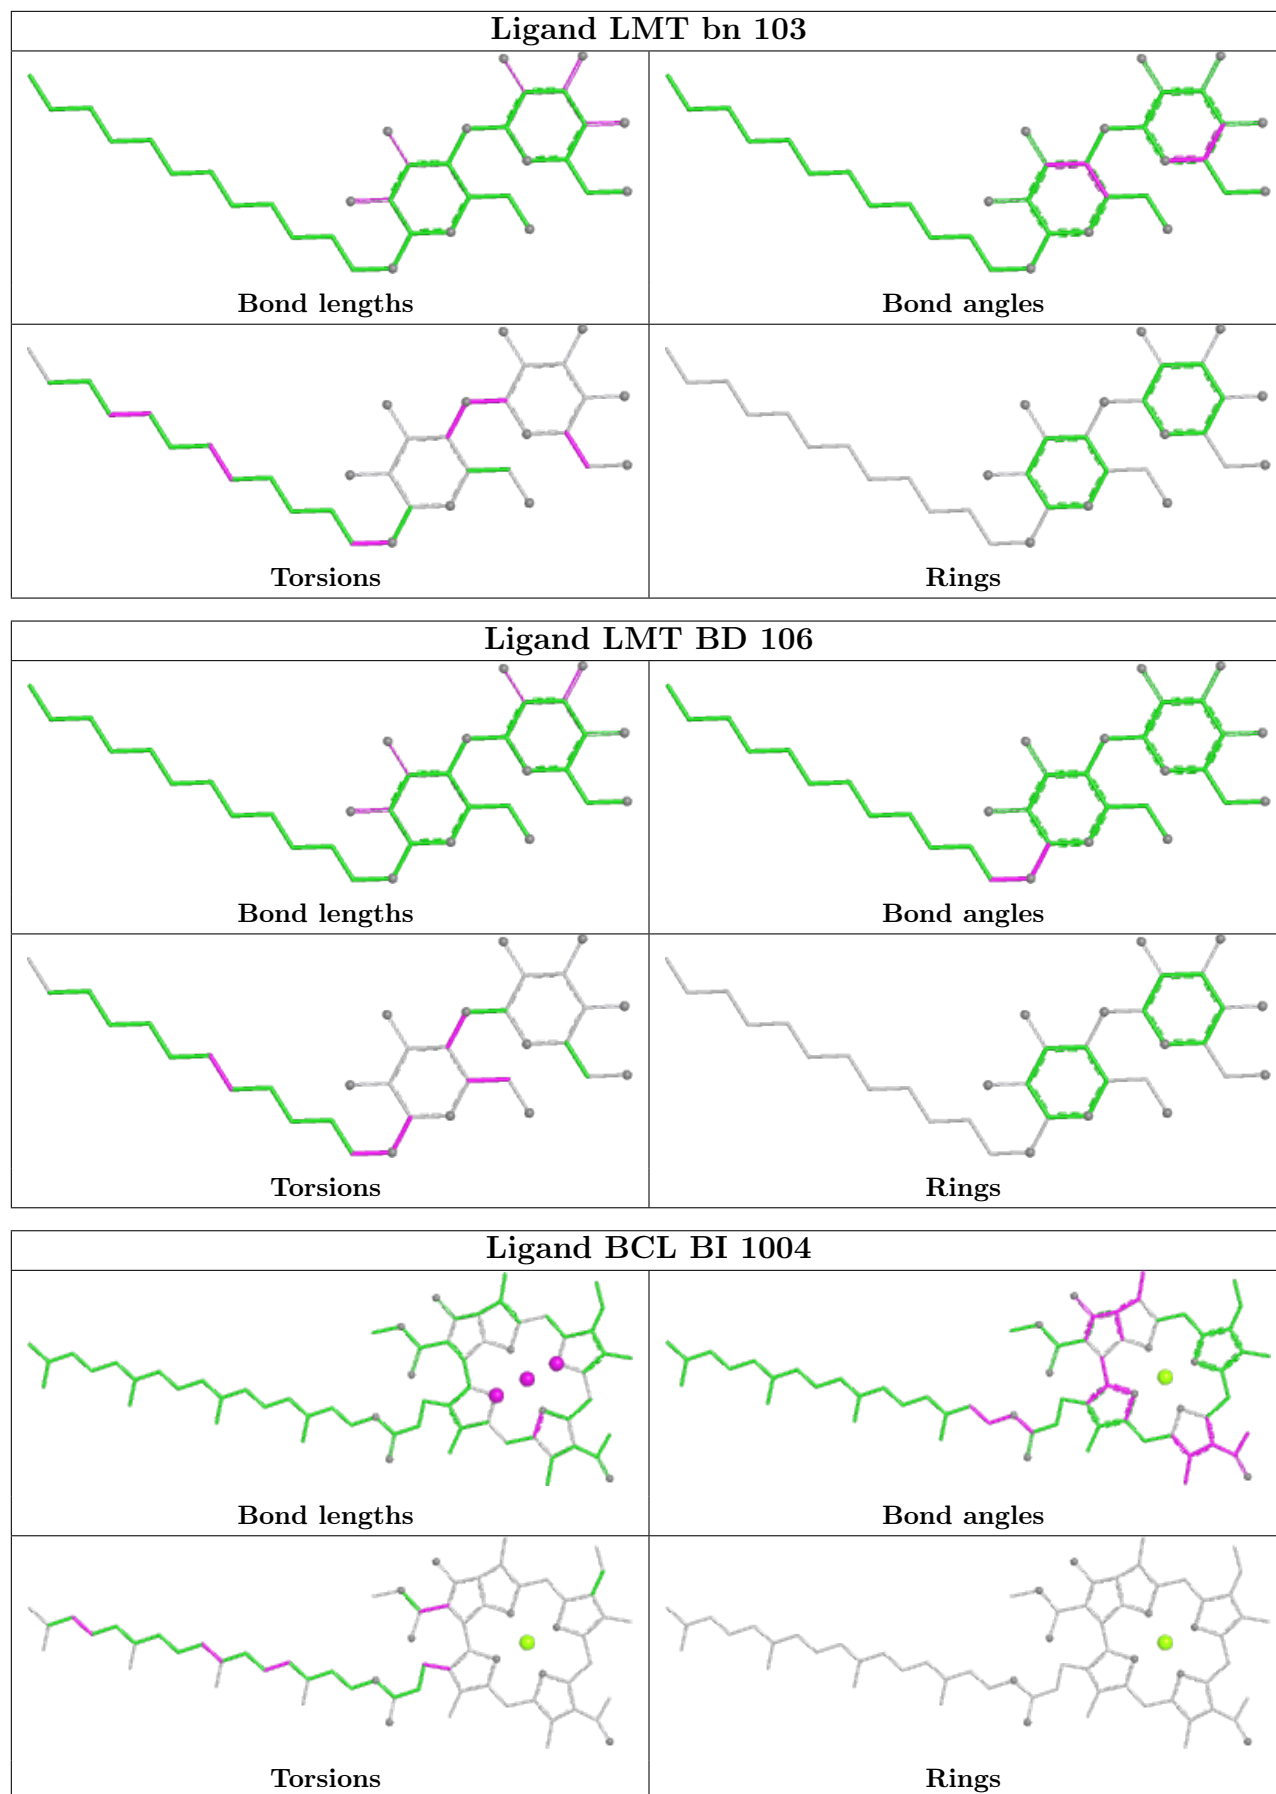 Ligand LMT bn 103
Bond lengths
Bond angles
Torsions
Rings
Ligand LMT BD 106
Bond lengths
Bond angles
Torsions
Rings
Ligand BCL BI 1004
Bond lengths
Bond angles
Torsions
Rings